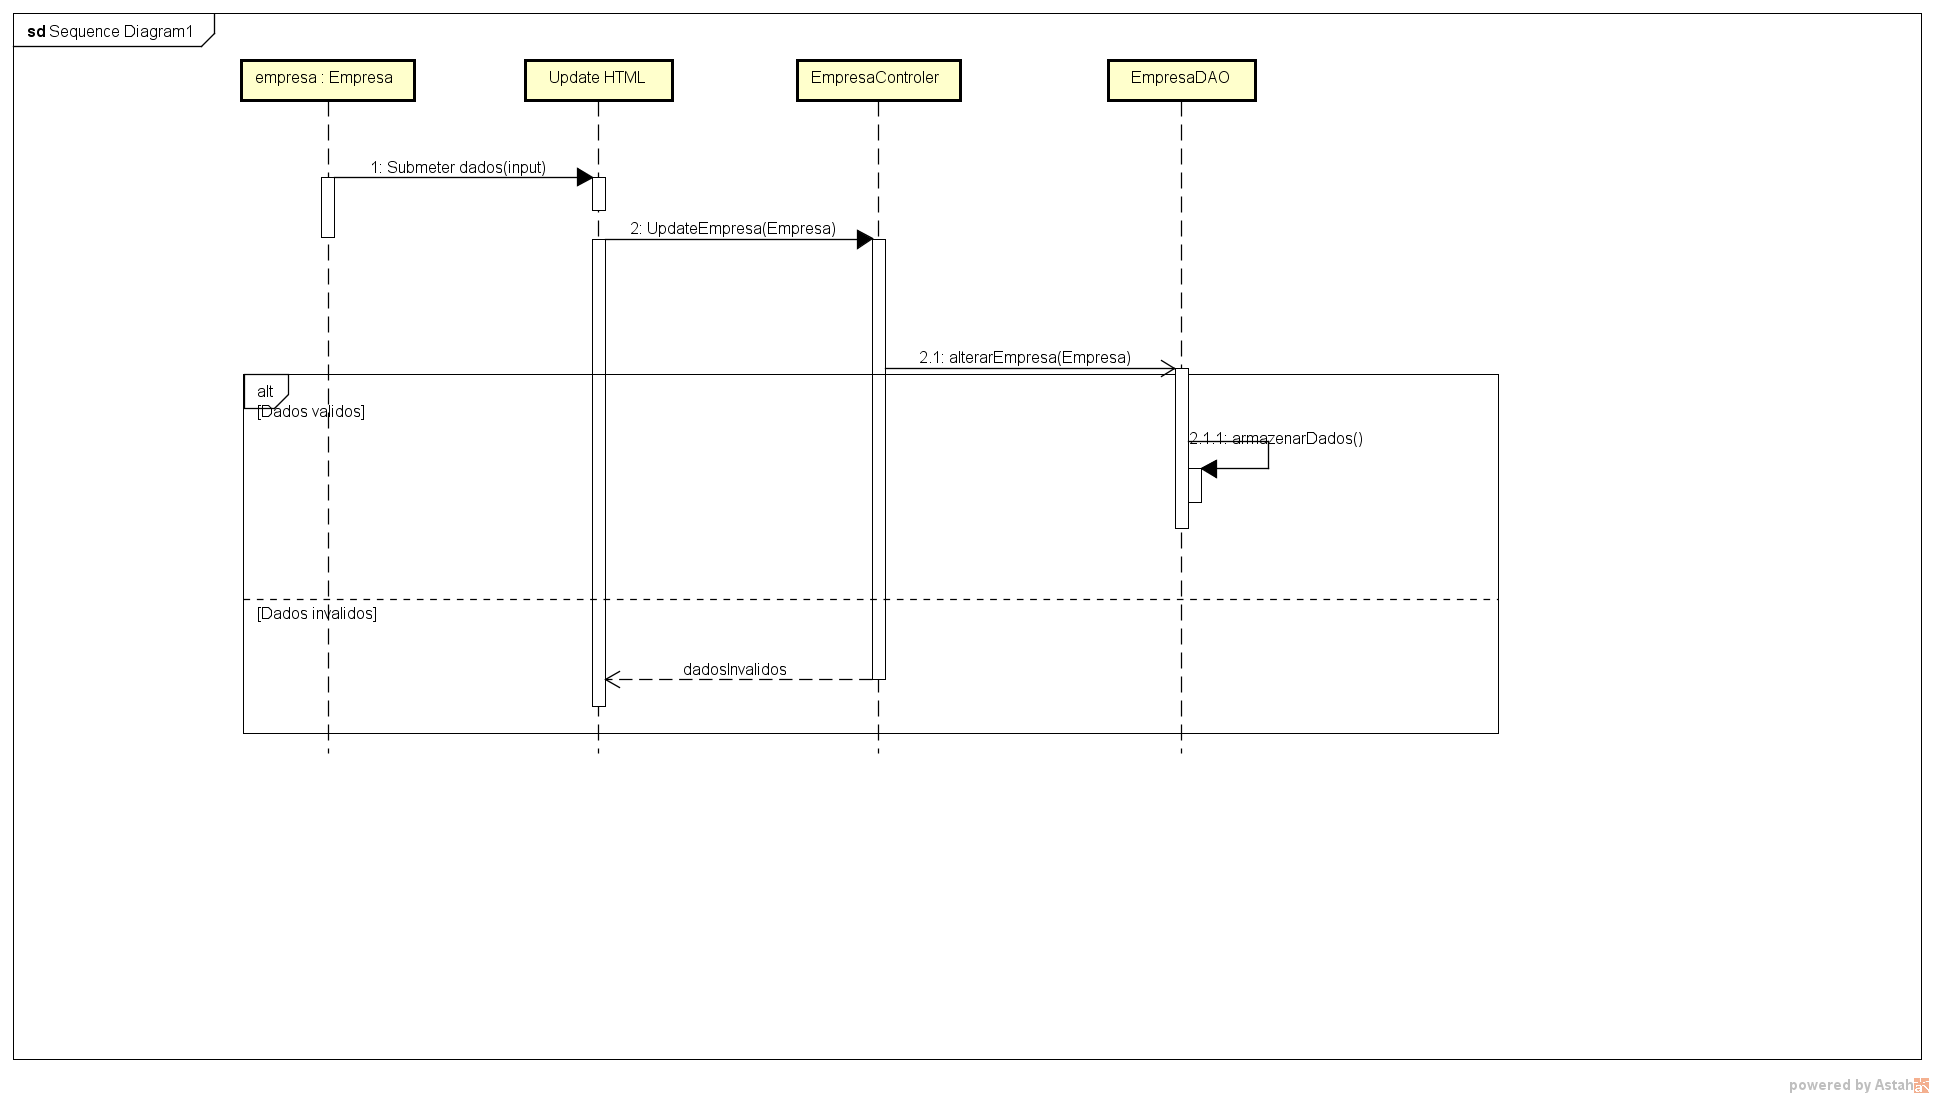 sd Sequence Diagram1
empresa : Empresa
Update HTML
EmpresaControler
EmpresaDAO
1: Submeter dados(input)
2: UpdateEmpresa(Empresa)
2.1: alterarEmpresa(Empresa)
alt
[Dados validos]
2.1.1: armazenarDados()
[Dados invalidos]
dadosInvalidos
powered by Astah